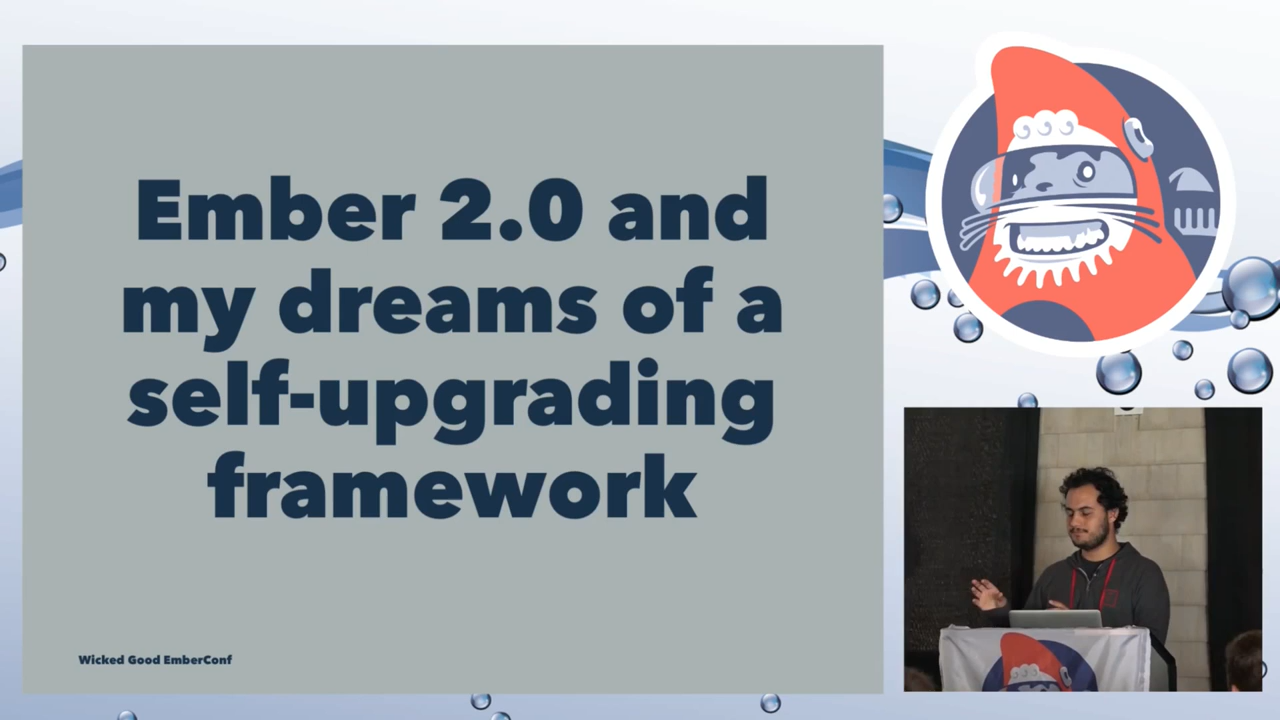 Ember 2.0 and
my dreams of a
self-upgrading
framework
Wicked Good EmberConf